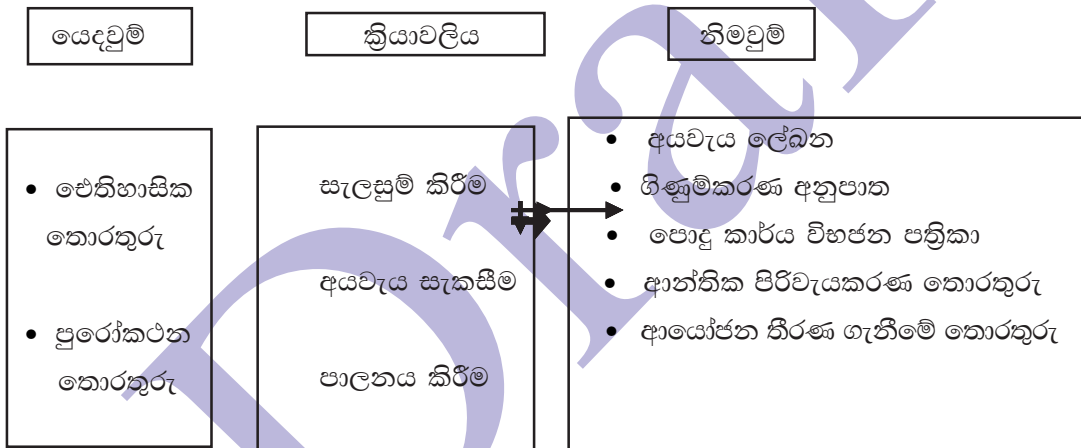 යෙදවුම්
ක්‍රියාවලිය
නිමවුම්
• ඓතිහාසික
තොරතුරු
• පුරෝකථන
තොරතුරු
සැලසුම් කිරීම
අයවැය සැකසීම
පාලනය කිරීම
• අයවැය ලේඛන
• ගිණුම්කරණ අනුපාත
• පොදු කාර්ය විභජන පත්‍රිකා
• ආන්තික පිරිවැයකරණ තොරතුරු
• ආයෝජන තීරණ ගැනීමේ තොරතුරු